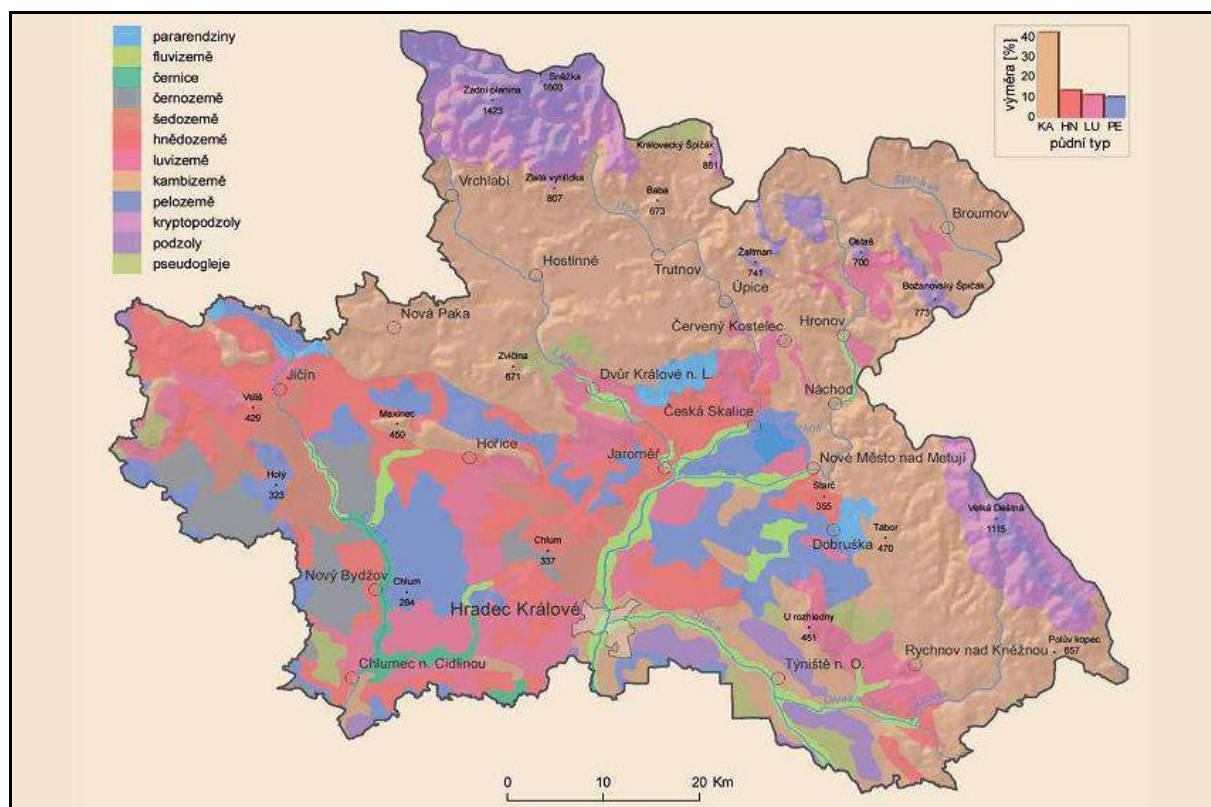 pararendziny
fluvizemě
černice
černozemě
šedozemě
hnědozemě
luvizemě
kambizemě
pelozemě
kryptopodzoly
podzoly
pseudogleje
výměra [%]
40
30
20
10
0
KA HN LU PE
půdní typ
Sněžka
1603
Zadní planina
1423
Královecký Špičák
881
Vrchlabí
Zlatá vyhlídka
807
Baba
673
Úpa
Stěnava
Broumov
Hostinné
Trutnov
Žaltman
741
Ostaš
700
Úpice
Božanovský Špičák
773
Nová Paka
Červený Kostelec
Hronov
Zvičina
671
Labe
Jičín
Dvůr Králové n. L.
Náchod
Veliš
429
Maxinec
450
Česká Skalice
Hořice
Jaroměř
Nové Město nad Metují
Holý
323
Starč
355
Velká Deštná
1115
Chlum
337
Dobruška
Tábor
470
Nový Bydžov
Chlum
284
Hradec Králové
Orlice
U rozhledny
451
Polův kopec
657
Rychnov nad Kněžnou
Chlumec n. Cidlinou
Týniště n. O.
Divoká
0 10 20 Km